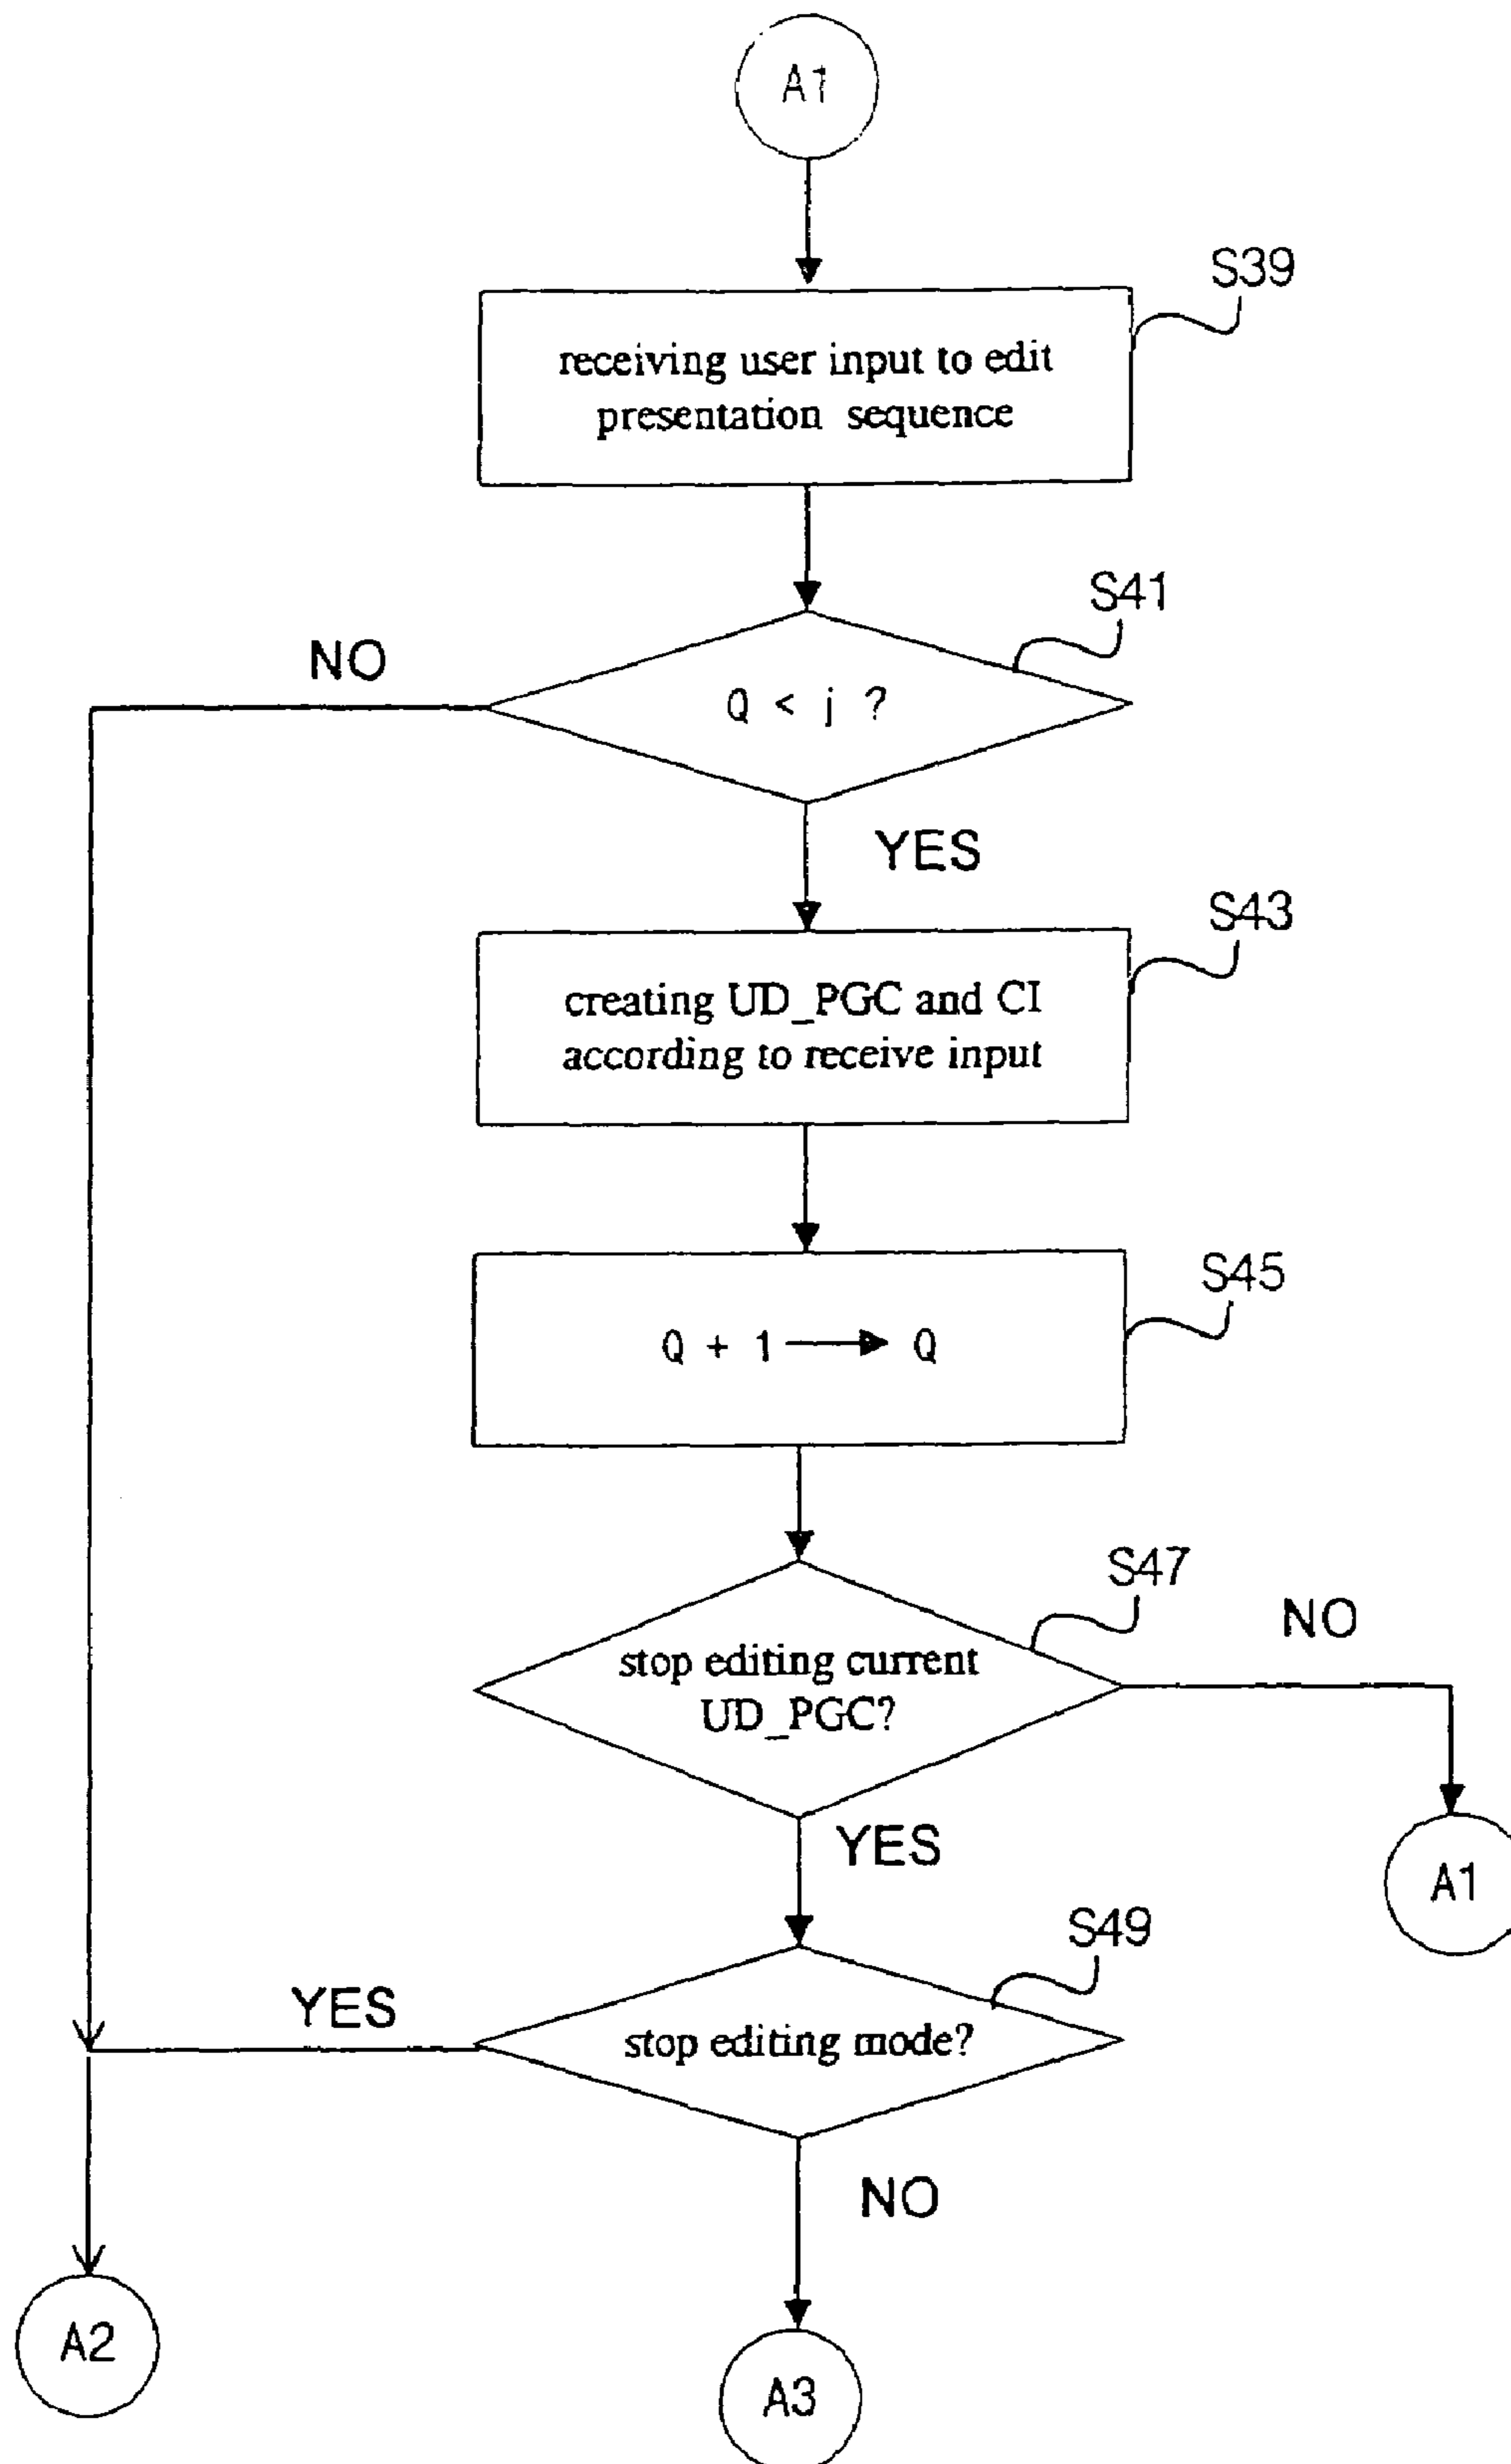 A1
S39
receiving user input to edit
presentation sequence
S41
NO
Q < j ?
YES
S43
creating UD_PGC and CI
according to receive input
S45
Q + 1 → Q
S47
NO
stop editing current
UD_PGC?
YES
A1
S49
YES
stop editing mode?
NO
A2
A3